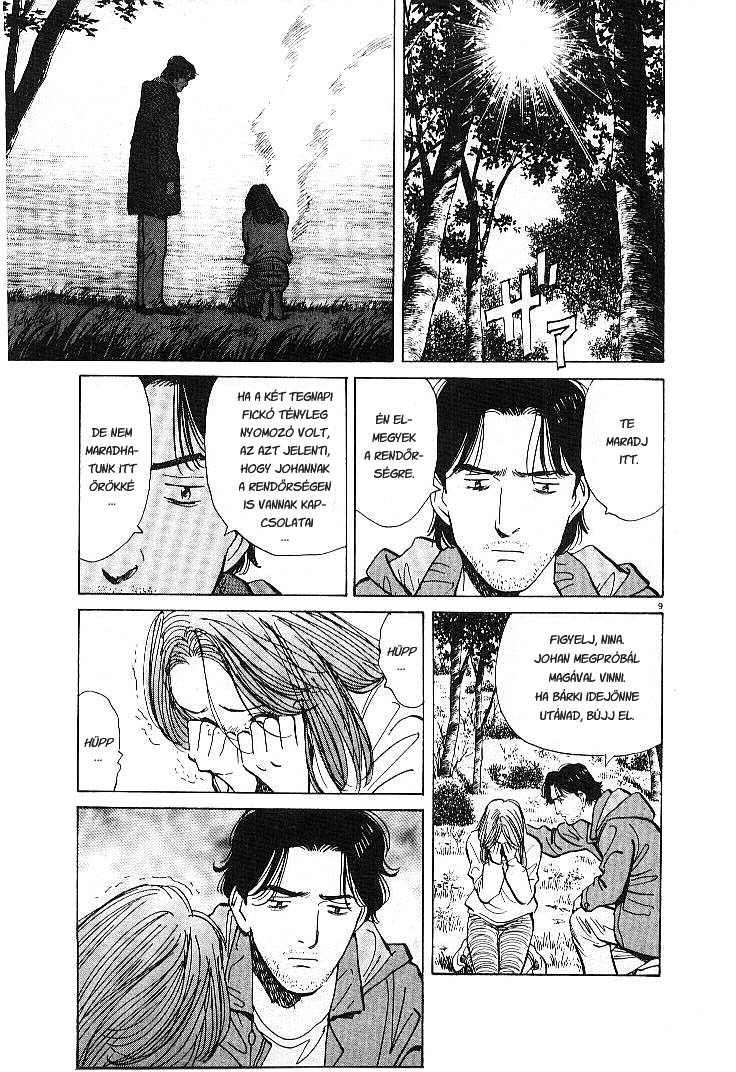 ザァ
TE
MARADJ
ITT.
ÉN EL-
MEGYEK
A RENDŐR-
SÉGRE.
HA A KÉT TEGNAPI
FICKÓ TÉNYLEG
NYOMOZÓ VOLT,
AZ AZT JELENTI,
HOGY JOHANNAK
A RENDŐRSÉGEN
IS VANNAK KAP-
CSOLATAI
...
DE NEM
MARADHA-
TUNK ITT
ÖRÖKKÉ
...
9
FIGYELJ, NINA.
JOHAN MEGPRÓBÁL
MAGÁVAL VINNI.
HA BÁRKI IDEJÖNNE
UTÁNAD, BÚJJ EL.
HÜPP
...
HÜPP
...